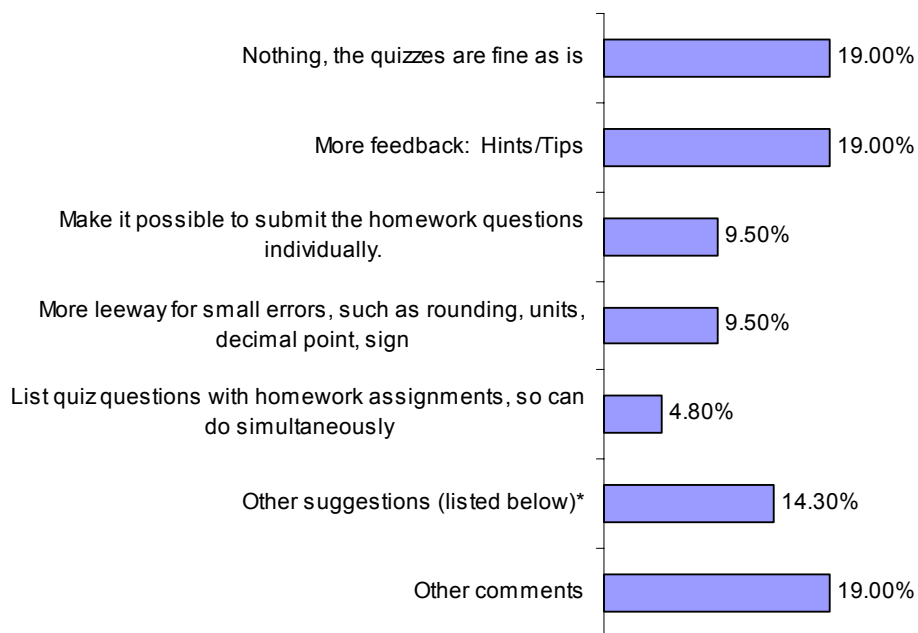 Nothing, the quizzes are fine as is
19.00%
More feedback: Hints/Tips
19.00%
Make it possible to submit the homework questions
individually.
9.50%
More leeway for small errors, such as rounding, units,
decimal point, sign
9.50%
List quiz questions with homework assignments, so can
do simultaneously
4.80%
Other suggestions (listed below)*
14.30%
Other comments
19.00%